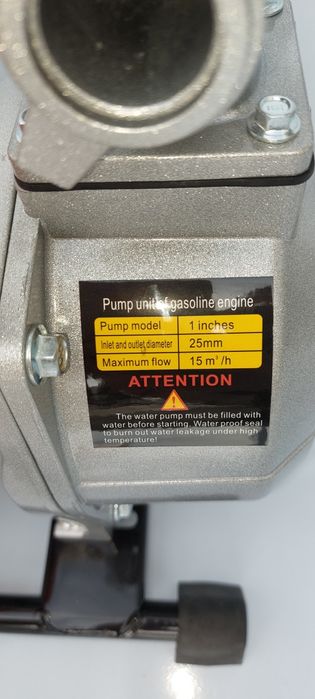 Pump unit of gasoline engine
Pump model 1 inches
Inlet and outlet diameter 25mm
Maximum flow 15 m³/h
ATTENTION
The water pump must be filled with
water before starting. Water proof seal
to burn out water leakage under high
temperature!